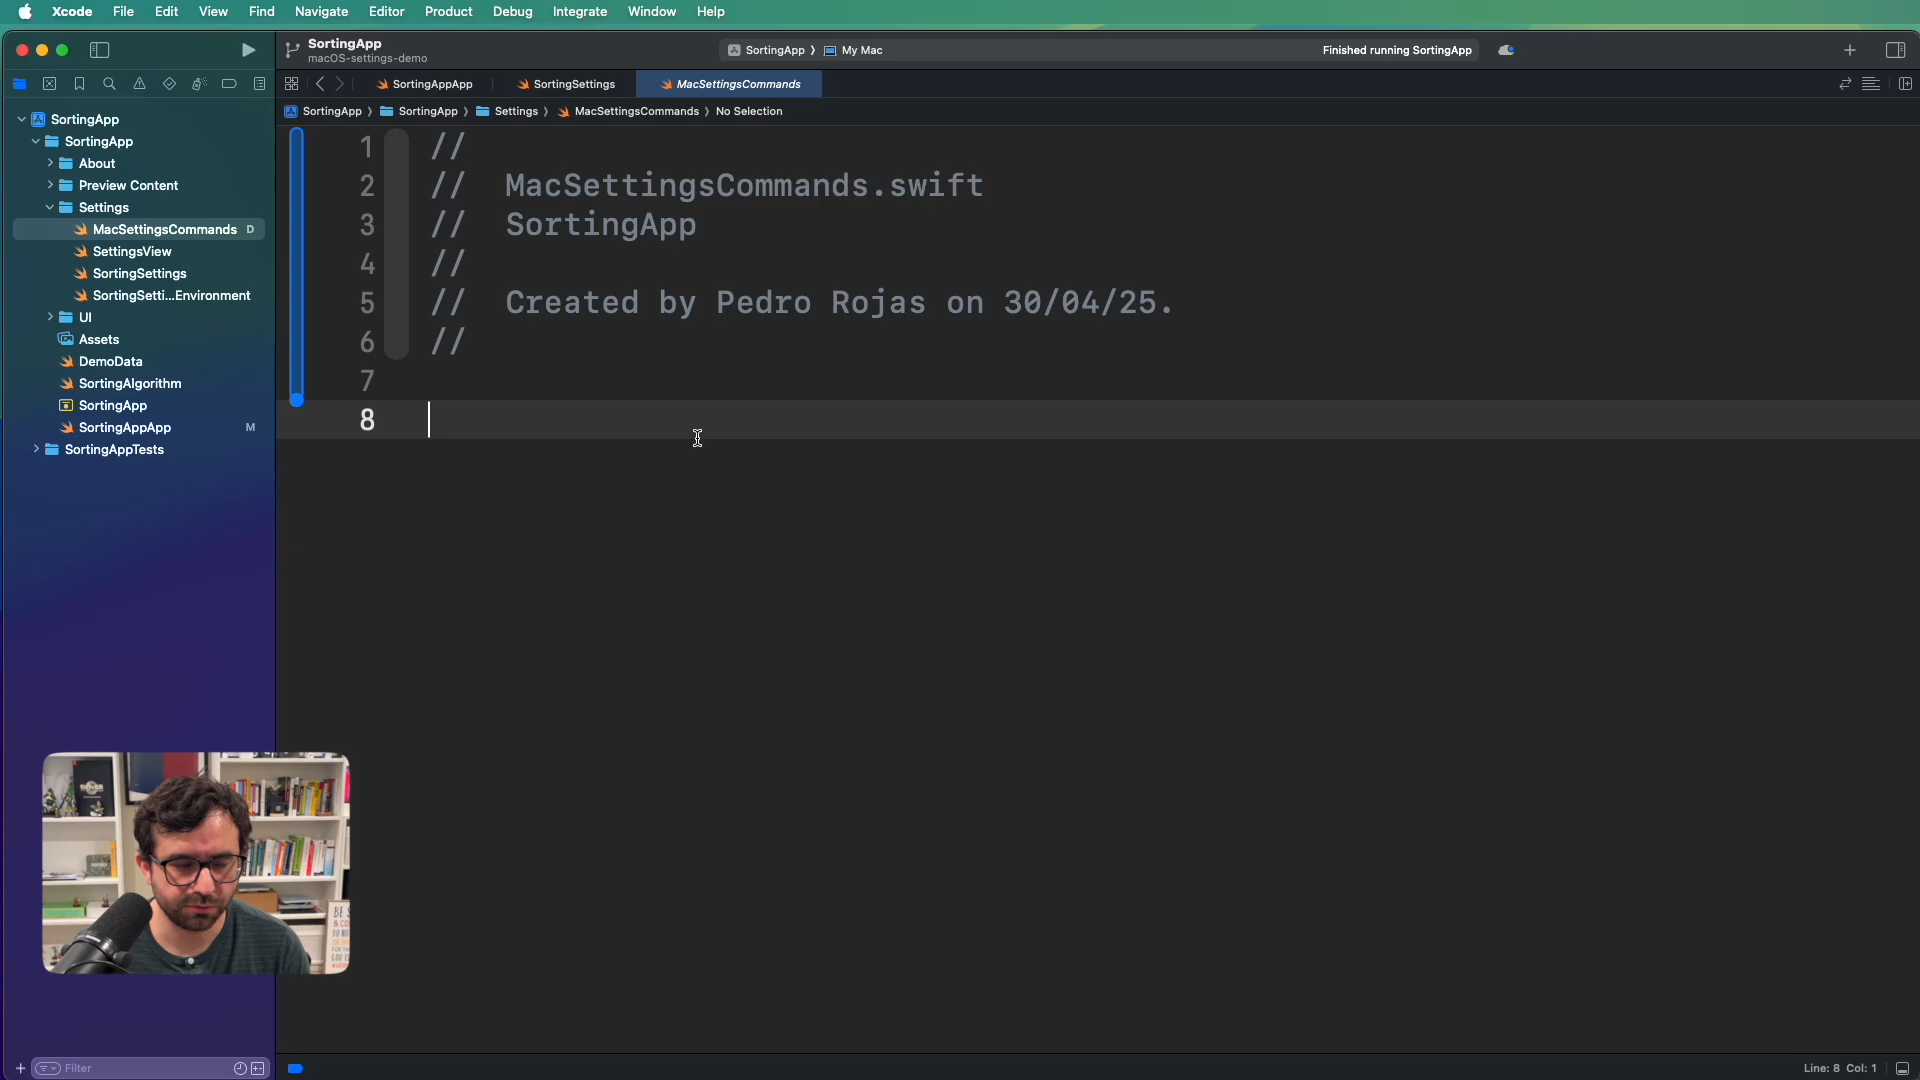 Xcode File Edit View Find Navigate Editor Product Debug Integrate Window Help
SortingApp
macOS-settings-demo
SortingApp My Mac
Finished running SortingApp
SortingAppApp SortingSettings MacSettingsCommands
SortingApp SortingApp Settings MacSettingsCommands No Selection
SortingApp
SortingApp
About
Preview Content
Settings
MacSettingsCommands D
SettingsView
SortingSettings
SortingSetti...Environment
UI
Assets
DemoData
SortingAlgorithm
SortingApp
SortingAppApp M
SortingAppTests
1 //
2 // MacSettingsCommands.swift
3 // SortingApp
4 //
5 // Created by Pedro Rojas on 30/04/25.
6 //
7
8
Filter
Line: 8 Col: 1